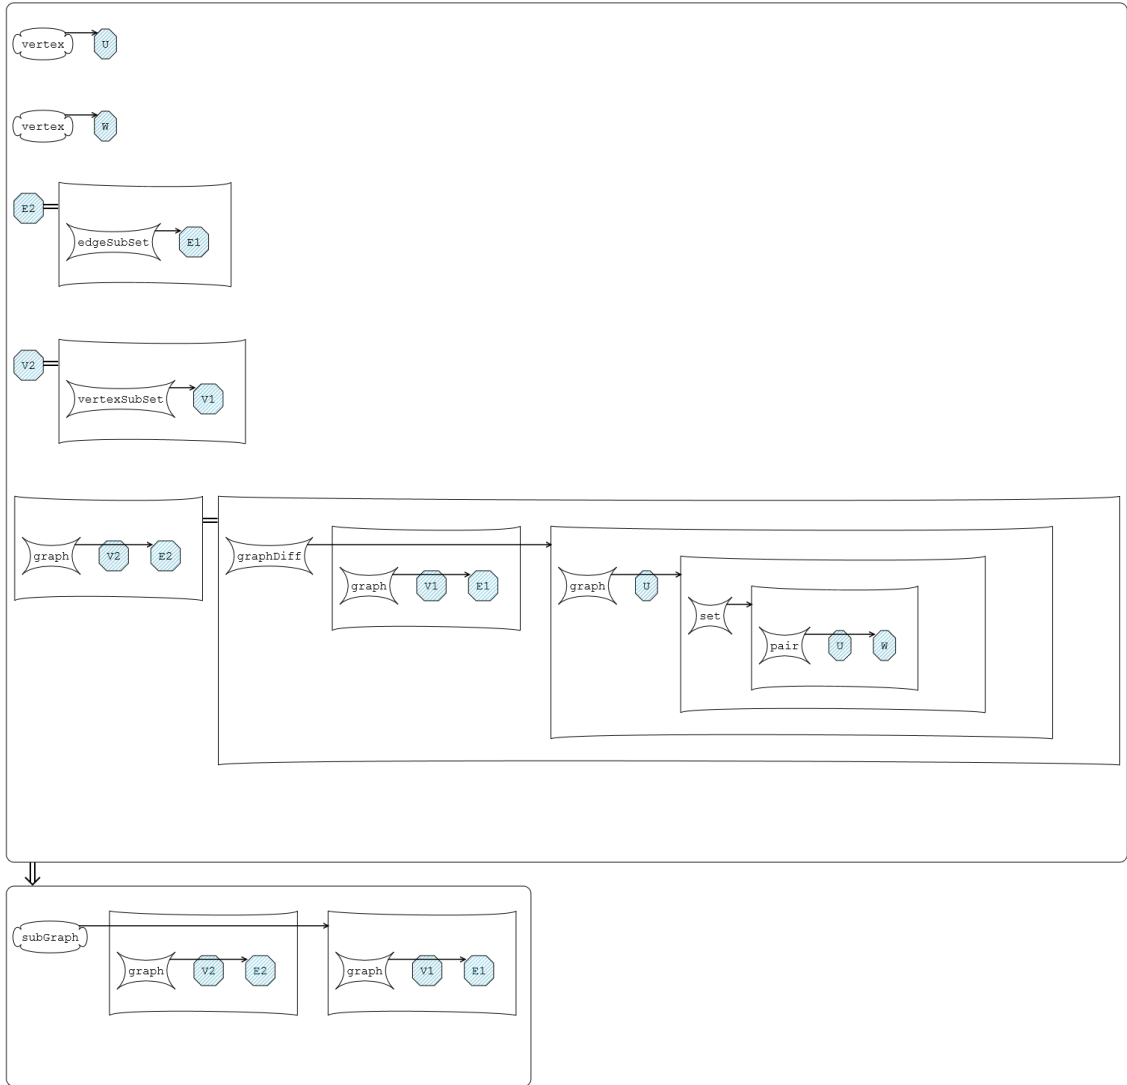 vertex U
vertex W
E2
edgeSubSet E1
V2
vertexSubSet V1
graph V2 E2 graphDiff graph V1 E1 graph U set pair U W
subGraph graph V2 E2 graph V1 E1